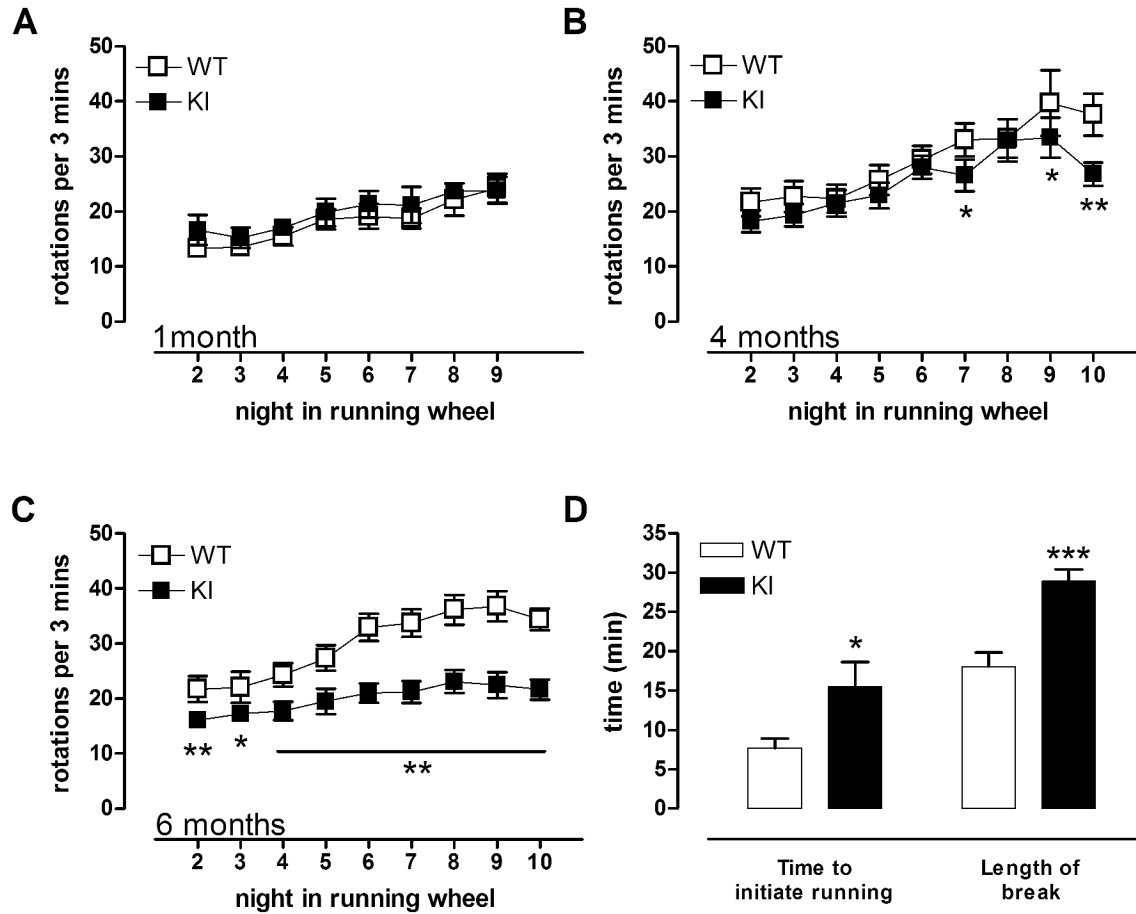 A
rotations per 3 mins
50
40
30
20
10
0
WT
KI
1month
2 3 4 5 6 7 8 9
night in running wheel
B
rotations per 3 mins
50
40
30
20
10
0
WT
KI
*
*
**
4 months
2 3 4 5 6 7 8 9 10
night in running wheel
C
rotations per 3 mins
50
40
30
20
10
0
WT
KI
**
*
**
6 months
2 3 4 5 6 7 8 9 10
night in running wheel
D
time (min)
35
30
25
20
15
10
5
0
WT
KI
*
***
Time to
initiate running
Length of
break